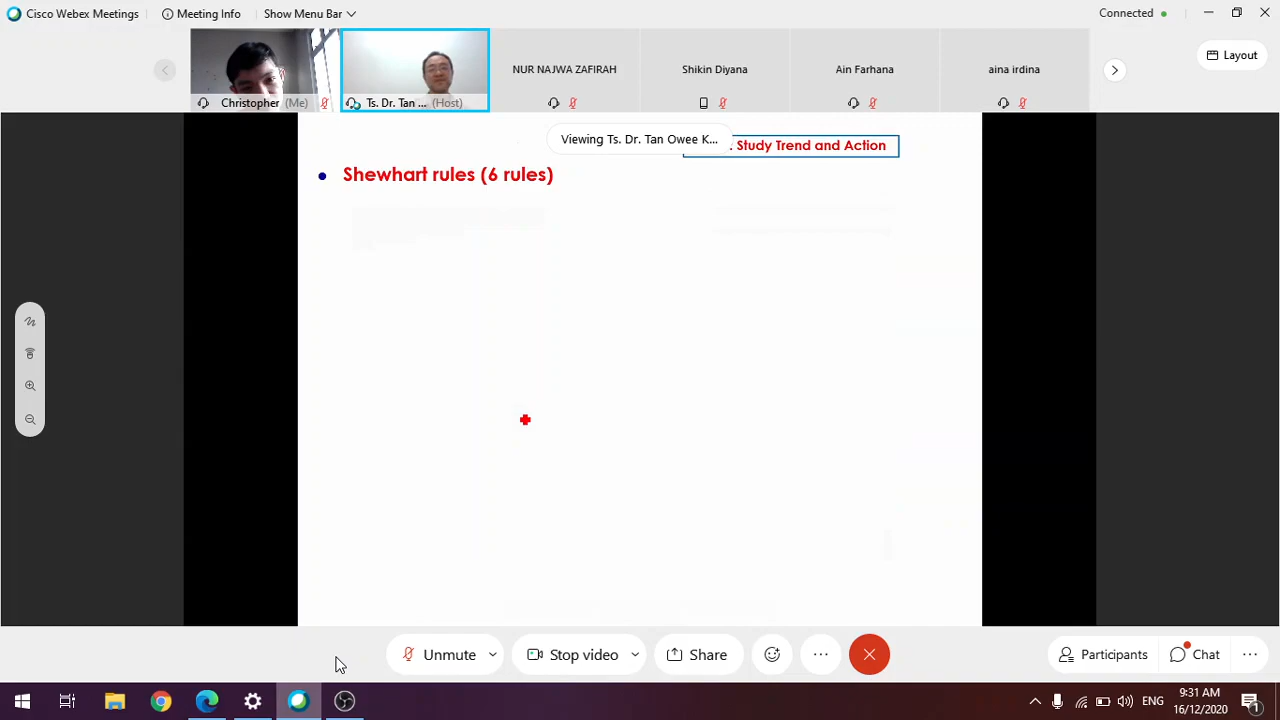 Cisco Webex Meetings
Meeting Info
Show Menu Bar
Connected
Layout
Christopher (Me)
Ts. Dr. Tan ... (Host)
NUR NAJWA ZAFIRAH
Shikin Diyana
Ain Farhana
aina irdina
Viewing Ts. Dr. Tan Owee K...
. Study Trend and Action
• Shewhart rules (6 rules)
Unmute
Stop video
Share
Participants
Chat
ENG
9:31 AM
16/12/2020
1